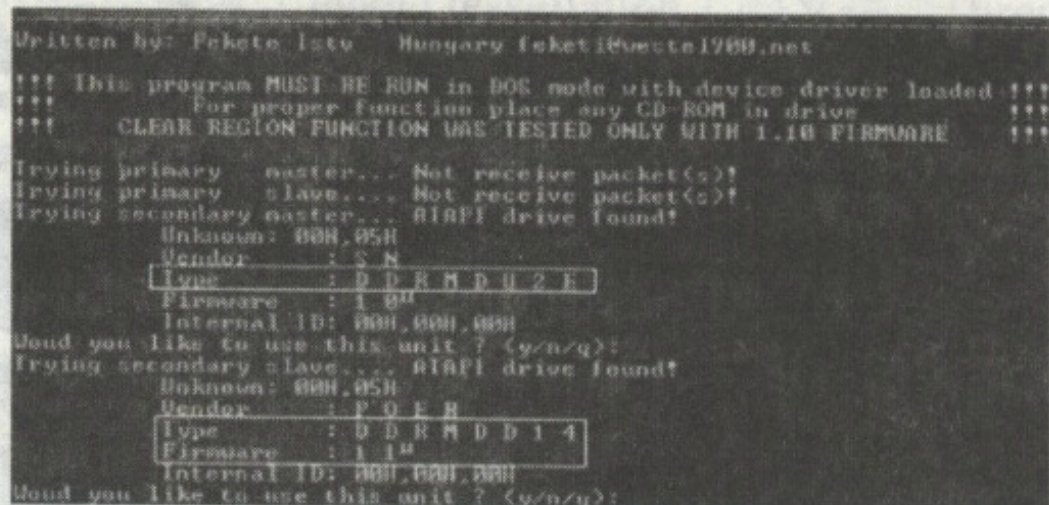 Written by: Fekete Istv   Hungary feketi@westel900.net
!!! This program MUST BE RUN in DOS mode with device driver loaded !!!
!!! For proper function place any CD-ROM in drive !!!
!!! CLEAR REGION FUNCTION WAS TESTED ONLY WITH 1.10 FIRMWARE !!!
Trying primary master... Not receive packet(s)!
Trying primary slave... Not receive packet(s)!
Trying secondary master... ATAPI drive found!
Unknown: 00H,05H
Vendor : S N
Type : D D R M D U 2 E
Firmware : 1 0
Internal ID: 00H,00H,00H
Woud you like to use this unit ? (y/n/q):
Trying secondary slave.... ATAPI drive found!
Unknown: 00H,05H
Vendor : P O E R
Type : D D R M D D 1 4
Firmware : 1 1
Internal ID: 00H,00H,00H
Woud you like to use this unit ? (y/n/q):